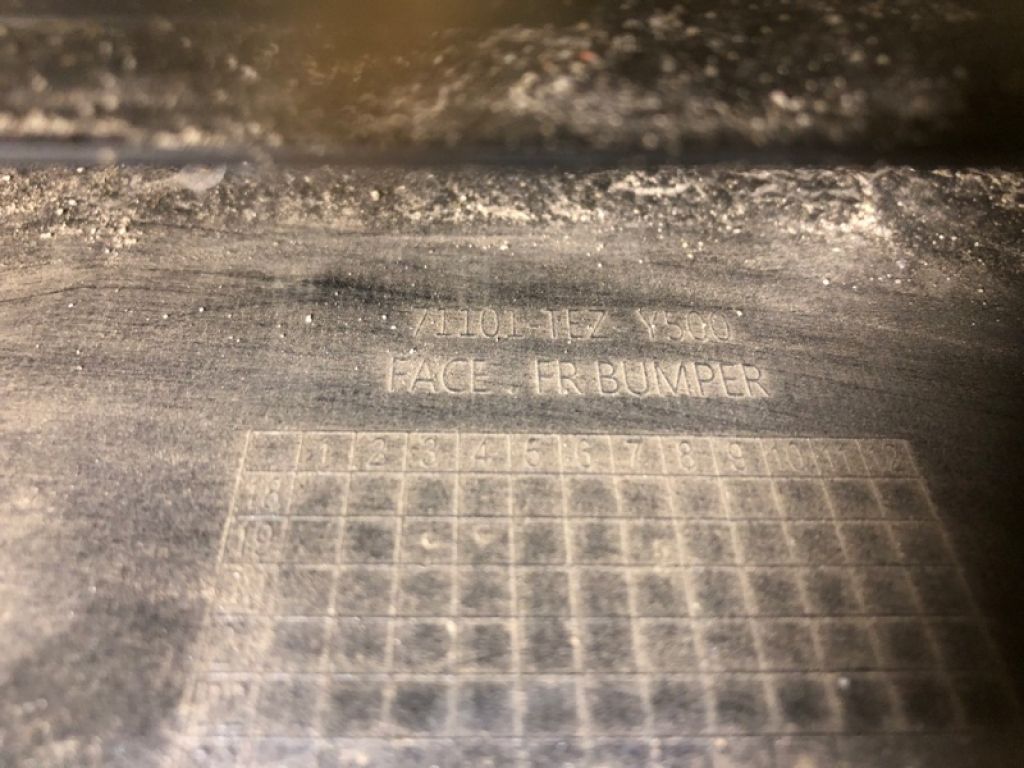 71101-TEZ Y500
FACE . FR BUMPER
1 2 3 4 5 6 7 8 9 10 11 12
18
19